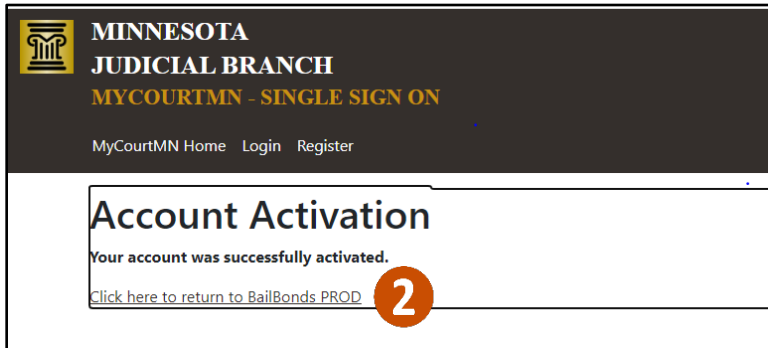 MINNESOTA
JUDICIAL BRANCH
MYCOURTMN - SINGLE SIGN ON
MyCourtMN Home Login Register
Account Activation
Your account was successfully activated.
Click here to return to BailBonds PROD
2